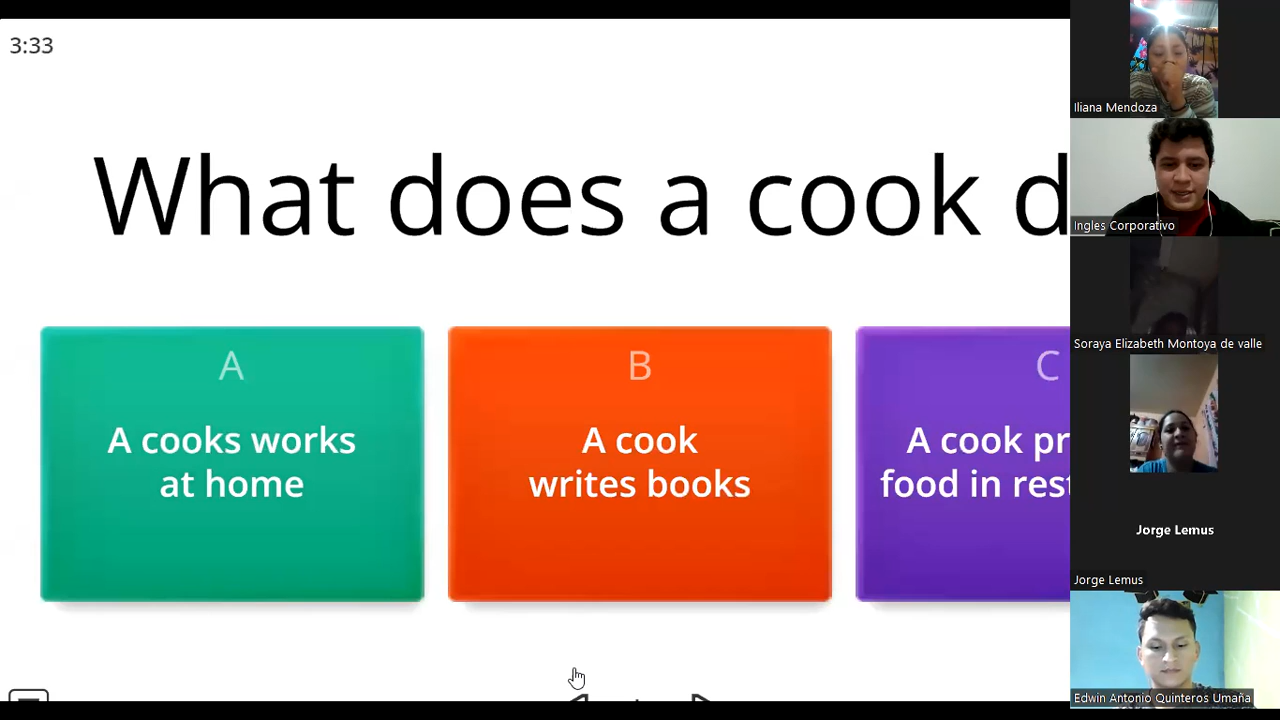 3:33
What does a cook d
A
A cooks works
at home
B
A cook
writes books
C
A cook pr
food in rest
Iliana Mendoza
Ingles Corporativo
Soraya Elizabeth Montoya de valle
Jorge Lemus
Jorge Lemus
Edwin Antonio Quinteros Umaña